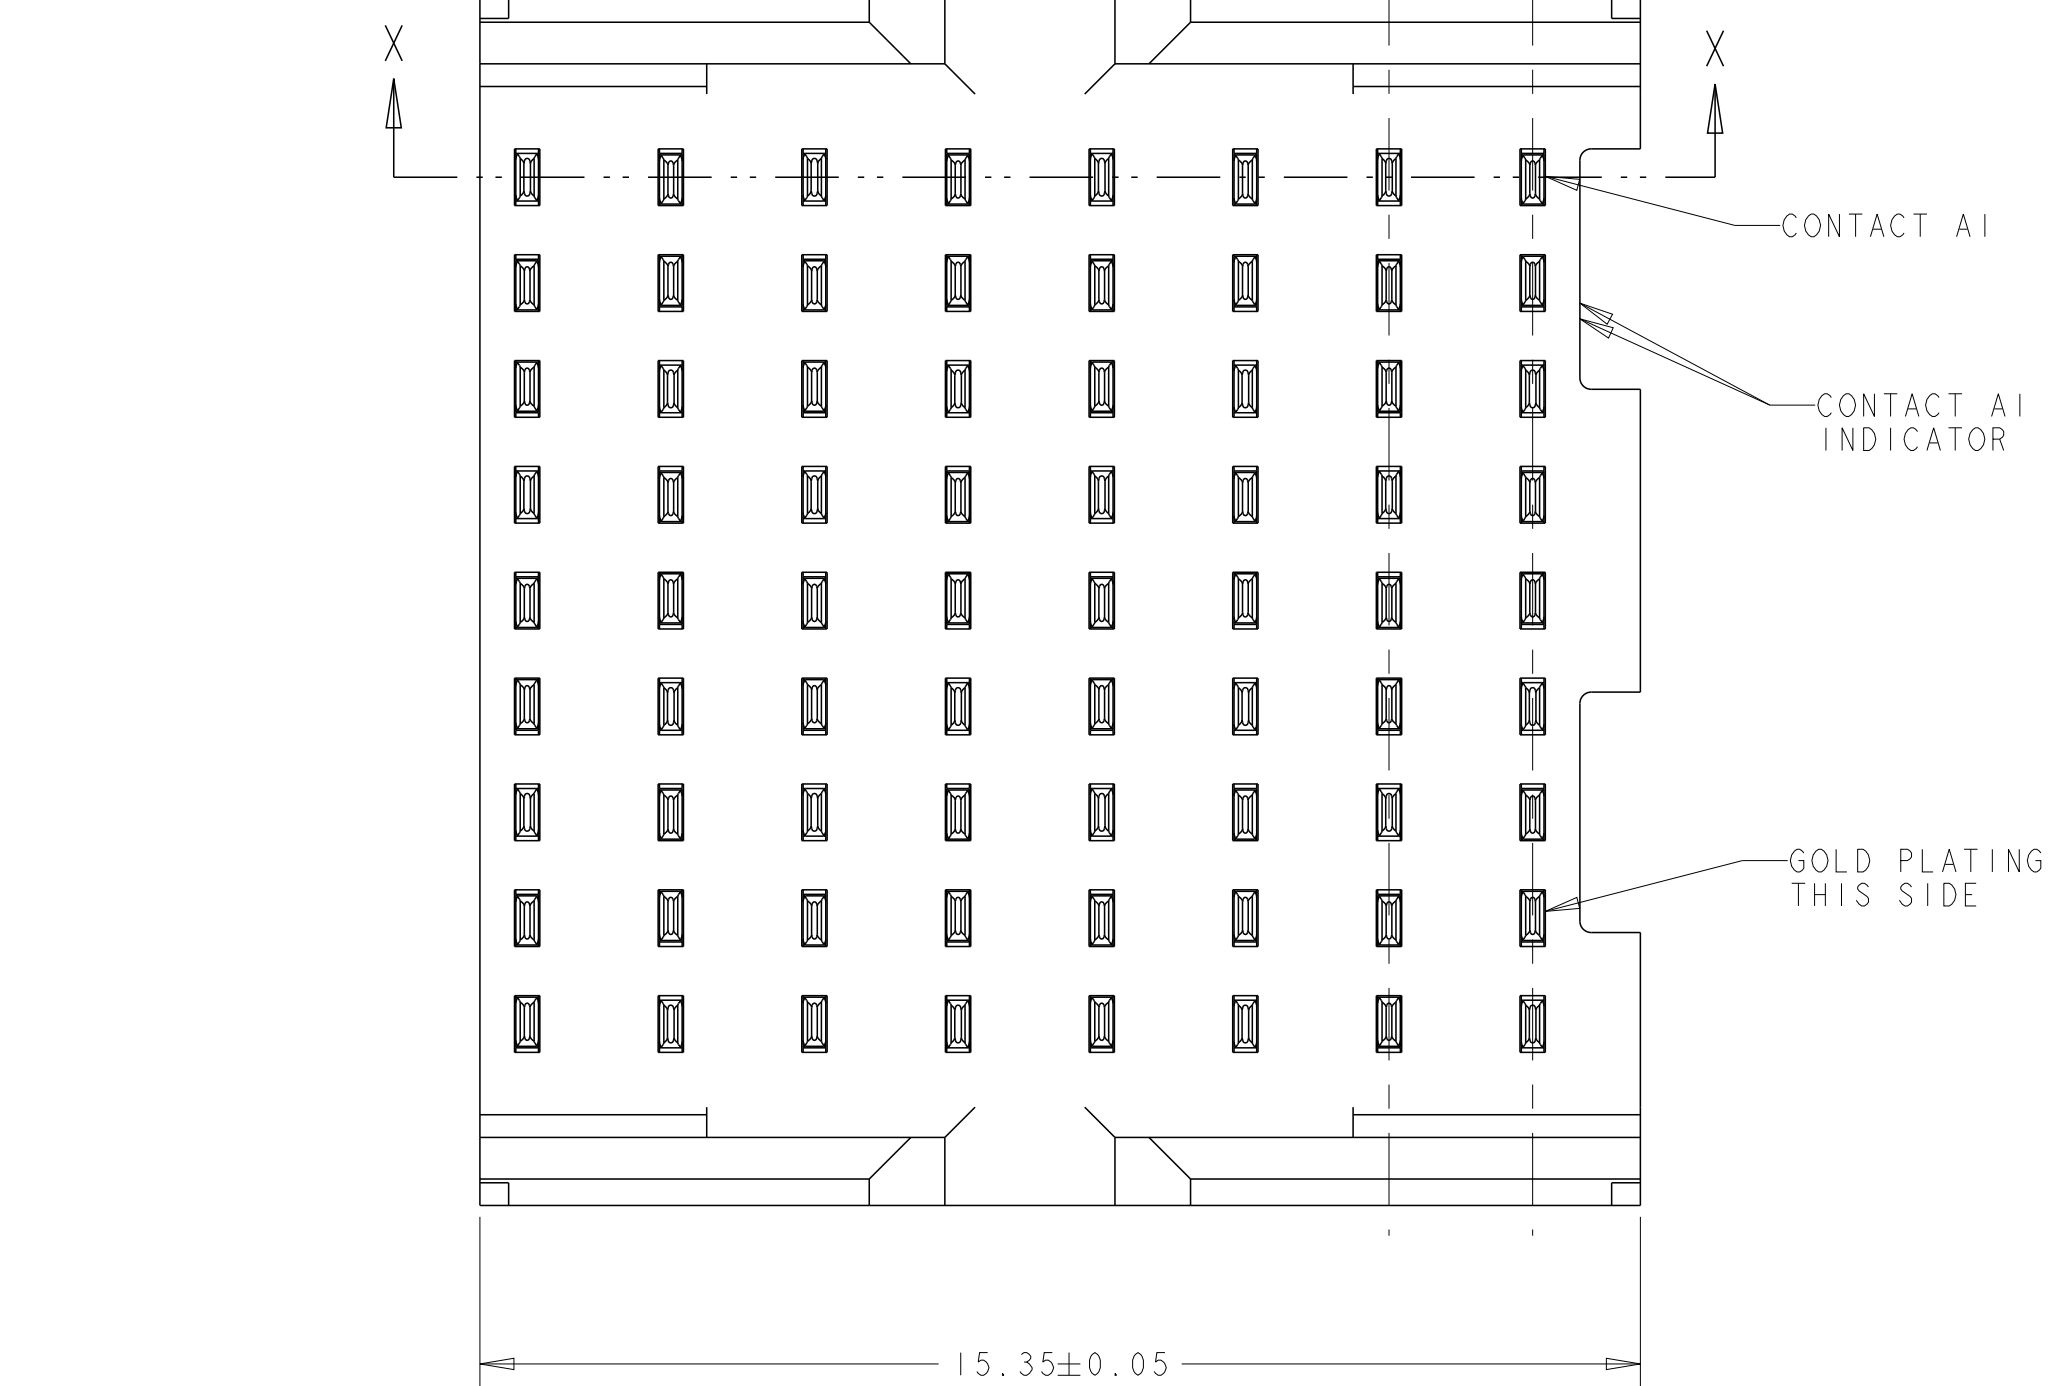 X
X
CONTACT A1
CONTACT A1
INDICATOR
GOLD PLATING
THIS SIDE
15.35±0.05